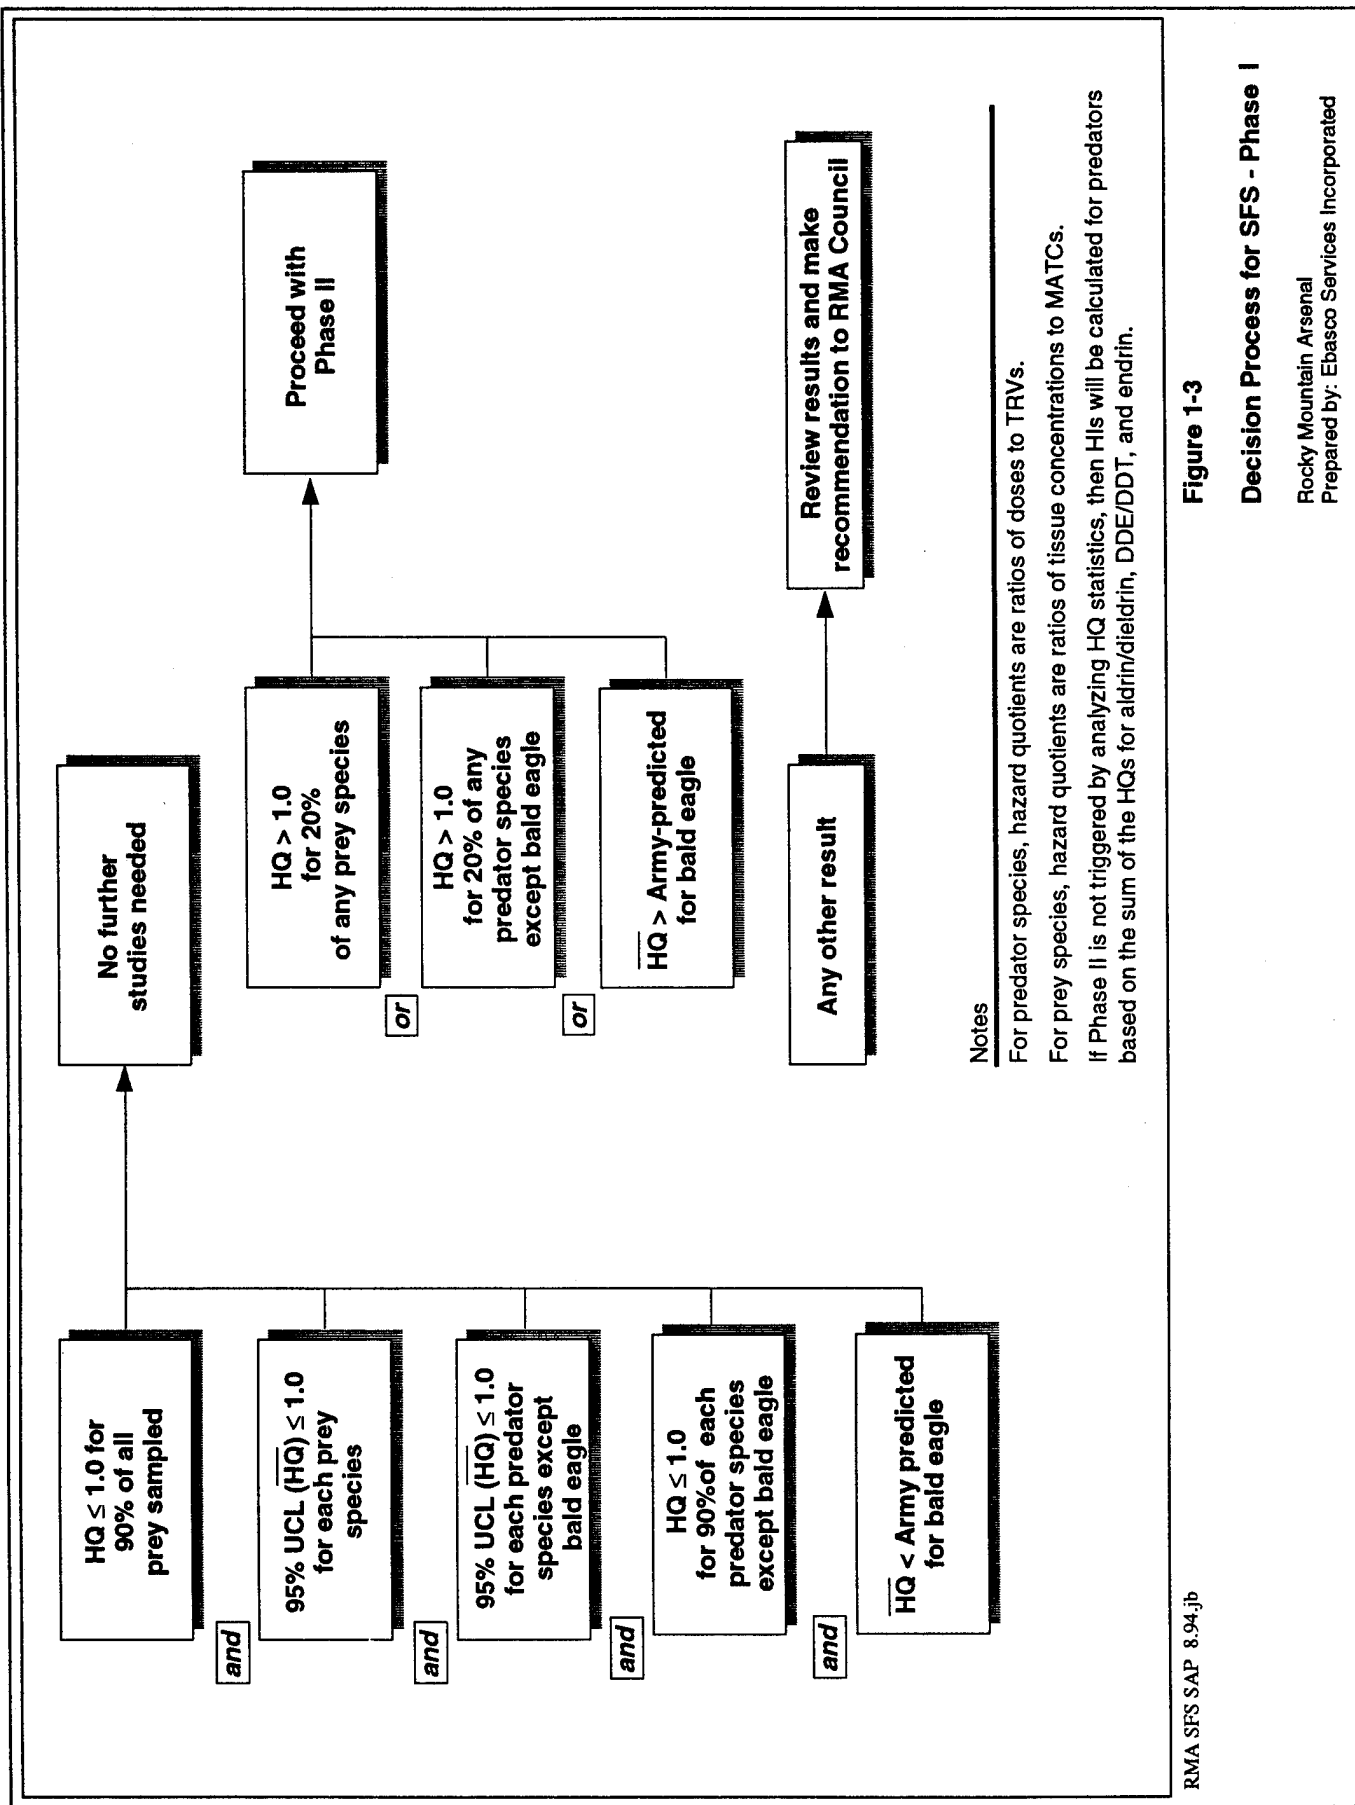 HQ ≤ 1.0 for
90% of all
prey sampled
and
95% UCL (HQ) ≤ 1.0
for each prey
species
and
95% UCL (HQ) ≤ 1.0
for each predator
species except
bald eagle
and
HQ ≤ 1.0
for 90%of each
predator species
except bald eagle
and
HQ < Army predicted
for bald eagle
No further
studies needed
HQ > 1.0
for 20%
of any prey species
or
HQ > 1.0
for 20% of any
predator species
except bald eagle
or
HQ > Army-predicted
for bald eagle
Proceed with
Phase II
Any other result
Review results and make
recommendation to RMA Council
Notes
For predator species, hazard quotients are ratios of doses to TRVs.
For prey species, hazard quotients are ratios of tissue concentrations to MATCs.
If Phase II is not triggered by analyzing HQ statistics, then HIs will be calculated for predators
based on the sum of the HQs for aldrin/dieldrin, DDE/DDT, and endrin.
RMA SFS SAP 8.94.jb
Figure 1-3
Decision Process for SFS - Phase I
Rocky Mountain Arsenal
Prepared by: Ebasco Services Incorporated